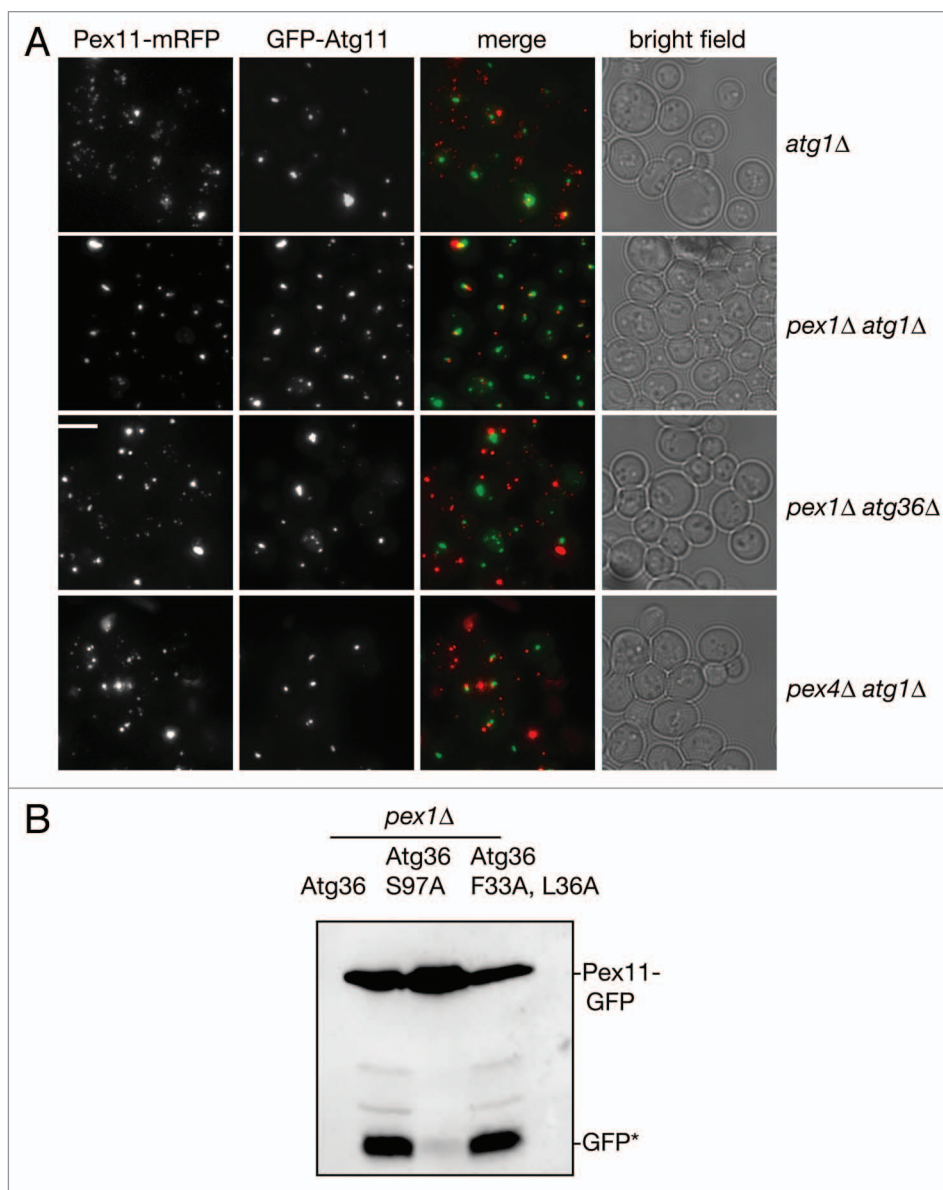 A
Pex11-mRFP GFP-Atg11 merge bright field
atg1Δ
pex1Δ atg1Δ
pex1Δ atg36Δ
pex4Δ atg1Δ
B
pex1Δ
Atg36 Atg36
Atg36 S97A F33A, L36A
-Pex11-
GFP
-GFP*